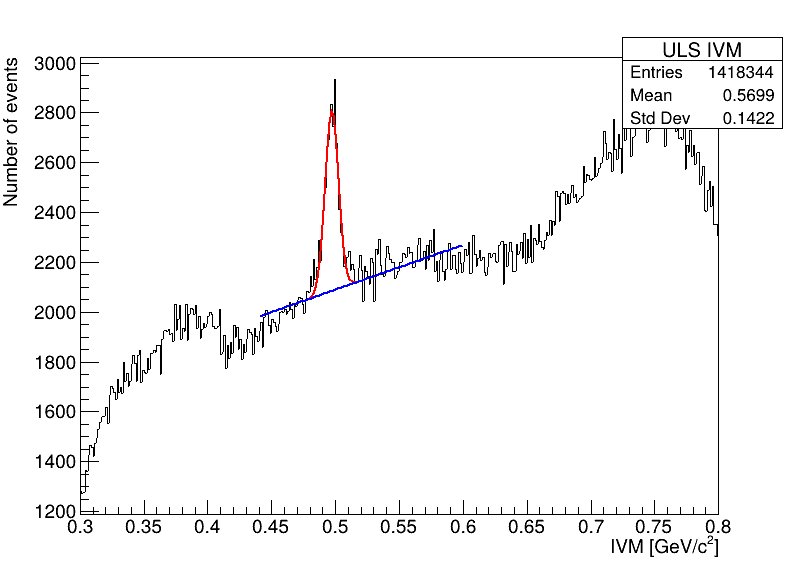 ULS IVM
Entries 1418344
Mean 0.5699
Std Dev 0.1422
Number of events
3000
2800
2600
2400
2200
2000
1800
1600
1400
1200
0.3 0.35 0.4 0.45 0.5 0.55 0.6 0.65 0.7 0.75 0.8
IVM [GeV/c²]